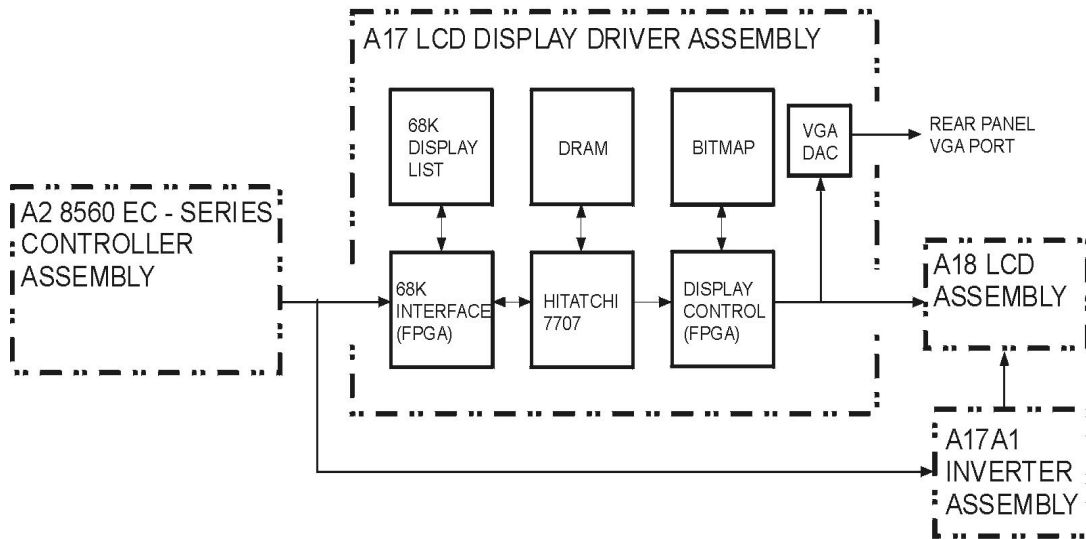 A17 LCD DISPLAY DRIVER ASSEMBLY
68K
DISPLAY
LIST
DRAM
BITMAP
VGA
DAC
REAR PANEL
VGA PORT
A2 8560 EC - SERIES
CONTROLLER
ASSEMBLY
68K
INTERFACE
(FPGA)
HITATCHI
7707
DISPLAY
CONTROL
(FPGA)
A18 LCD
ASSEMBLY
A17A1
INVERTER
ASSEMBLY